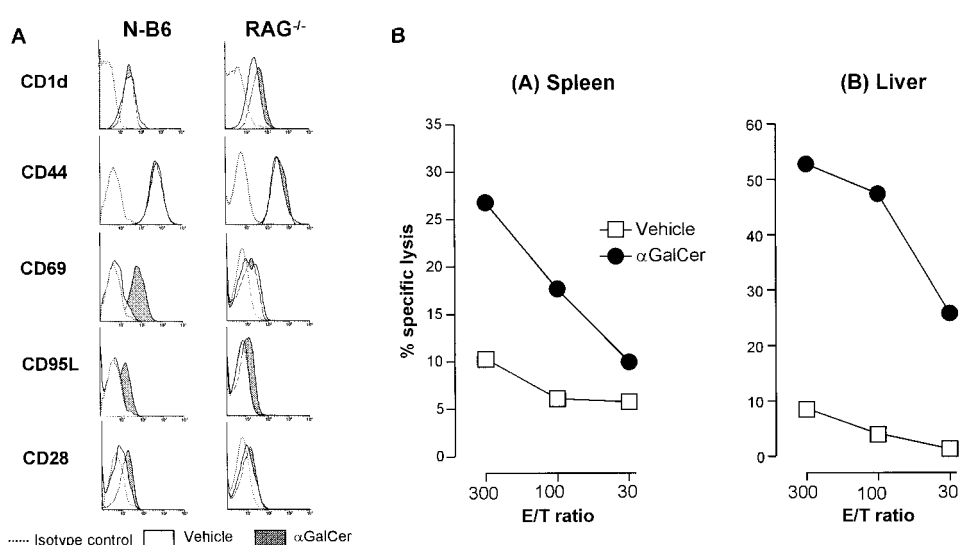 A
N-B6
RAG-/-
CD1d
CD44
CD69
CD95L
CD28
Isotype control
Vehicle
αGalCer
B
(A) Spleen
% specific lysis
35
30
25
20
15
10
5
0
300
100
30
E/T ratio
Vehicle
αGalCer
(B) Liver
60
50
40
30
20
10
0
300
100
30
E/T ratio